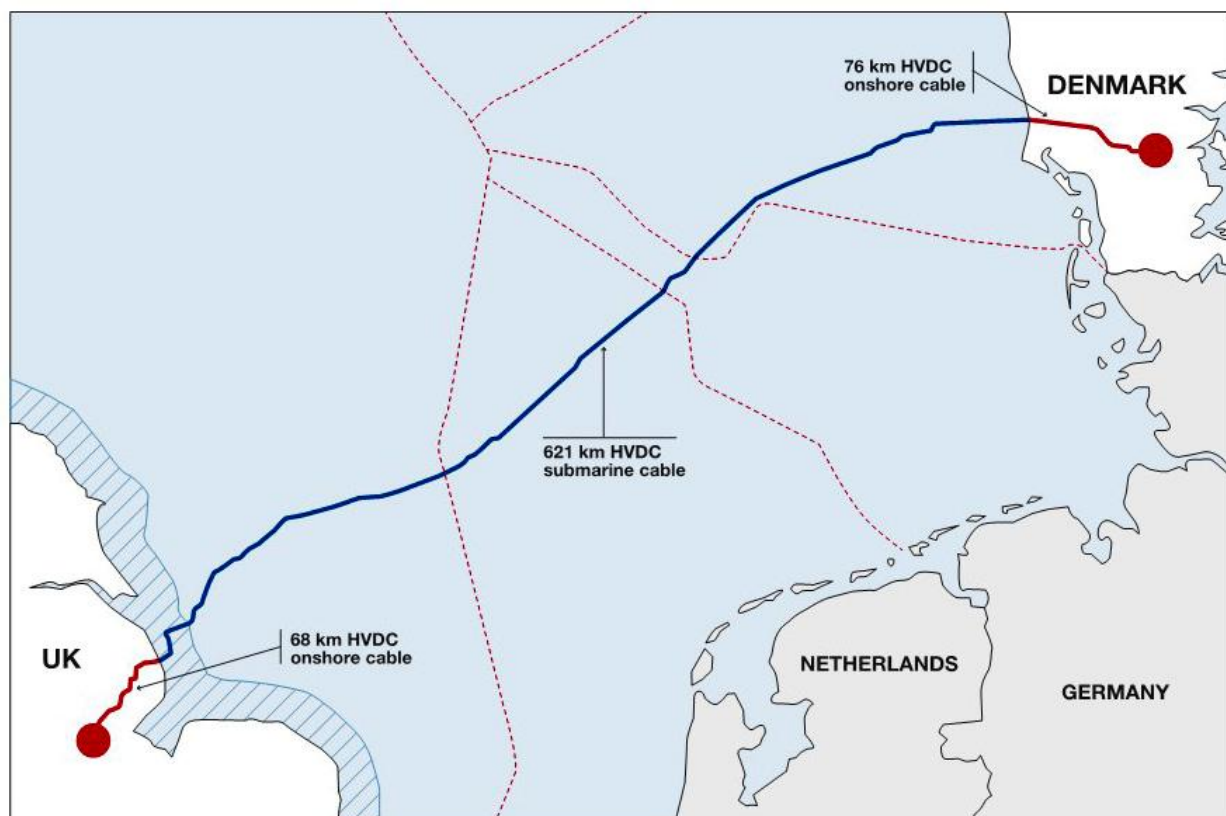 76 km HVDC
onshore cable
DENMARK
621 km HVDC
submarine cable
68 km HVDC
onshore cable
UK
NETHERLANDS
GERMANY